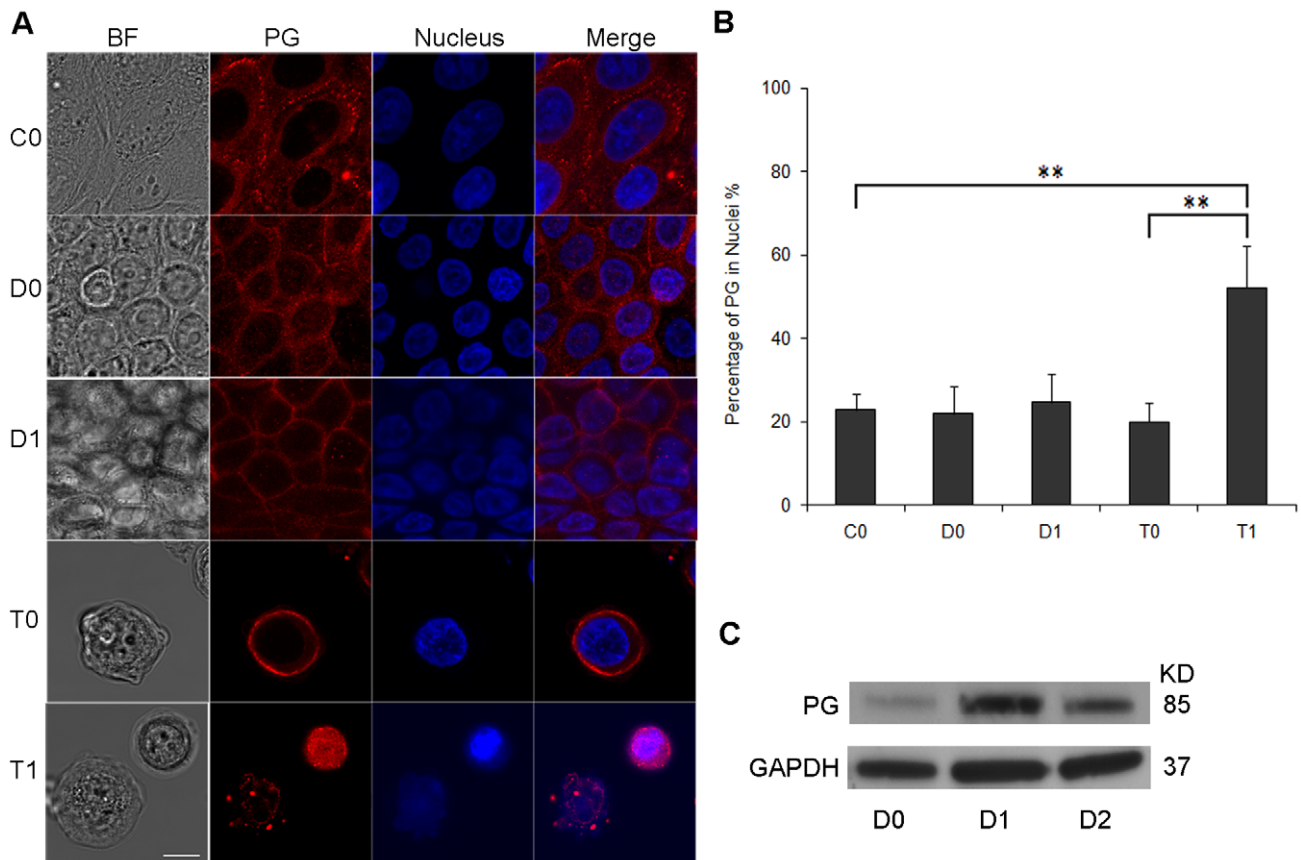 A
BF PG Nucleus Merge
C0
D0
D1
T0
T1
B
Percentage of PG in Nuclei %
100
80
60
40
20
0
**
**
C0 D0 D1 T0 T1
C
KD
PG 85
GAPDH 37
D0 D1 D2